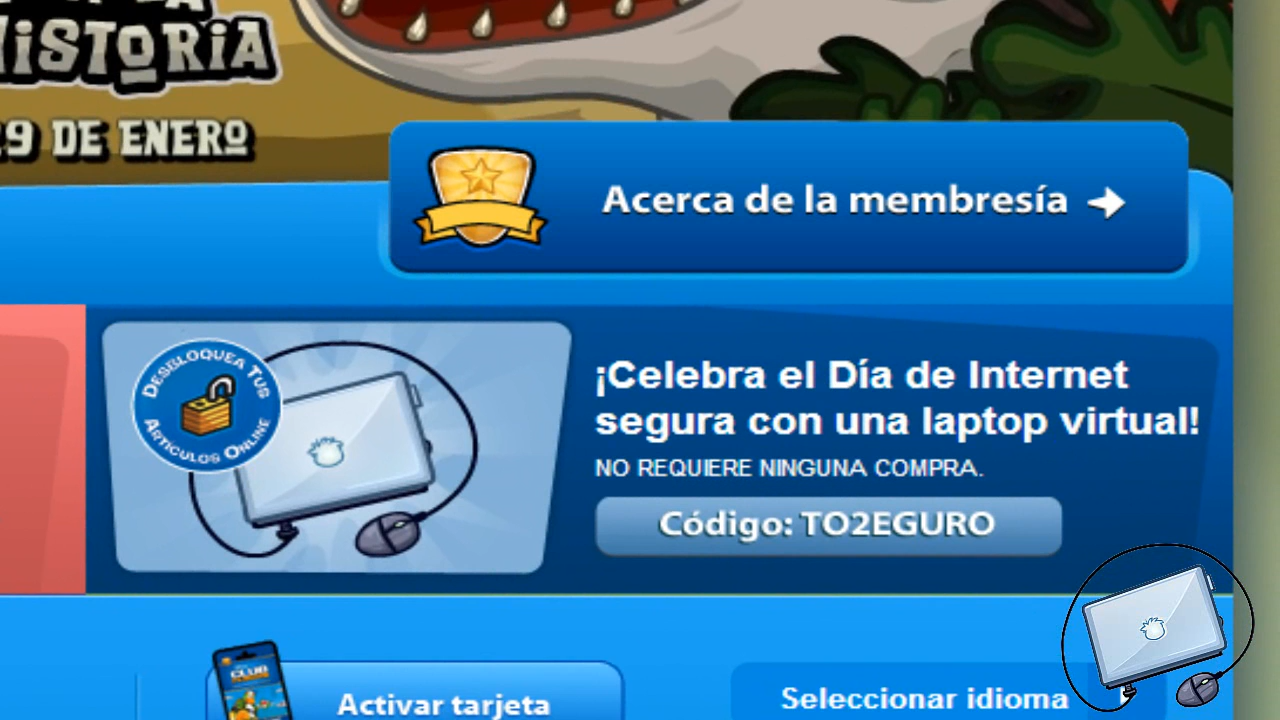 HISTORIA
29 DE ENERO
Acerca de la membresía
DESBLOQUEA TUS
ARTÍCULOS ONLINE
¡Celebra el Día de Internet
segura con una laptop virtual!
NO REQUIERE NINGUNA COMPRA.
Código: TO2EGURO
CLUB
Activar tarjeta
Seleccionar idioma